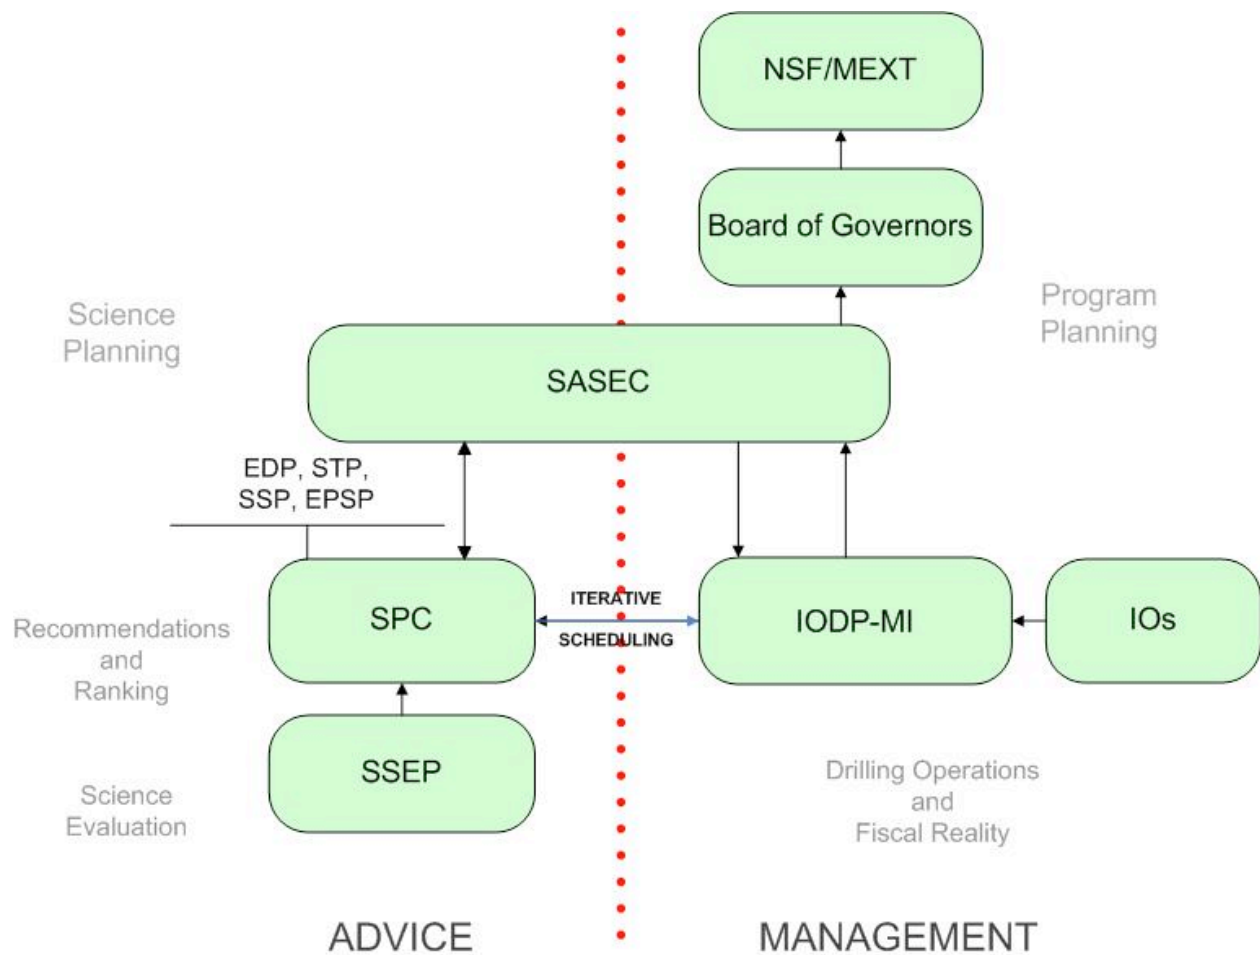 NSF/MEXT
Board of Governors
Science
Planning
Program
Planning
SASEC
EDP, STP,
SSP, EPSP
SPC
ITERATIVE
SCHEDULING
IODP-MI
IOs
Recommendations
and
Ranking
SSEP
Science
Evaluation
Drilling Operations
and
Fiscal Reality
ADVICE
MANAGEMENT